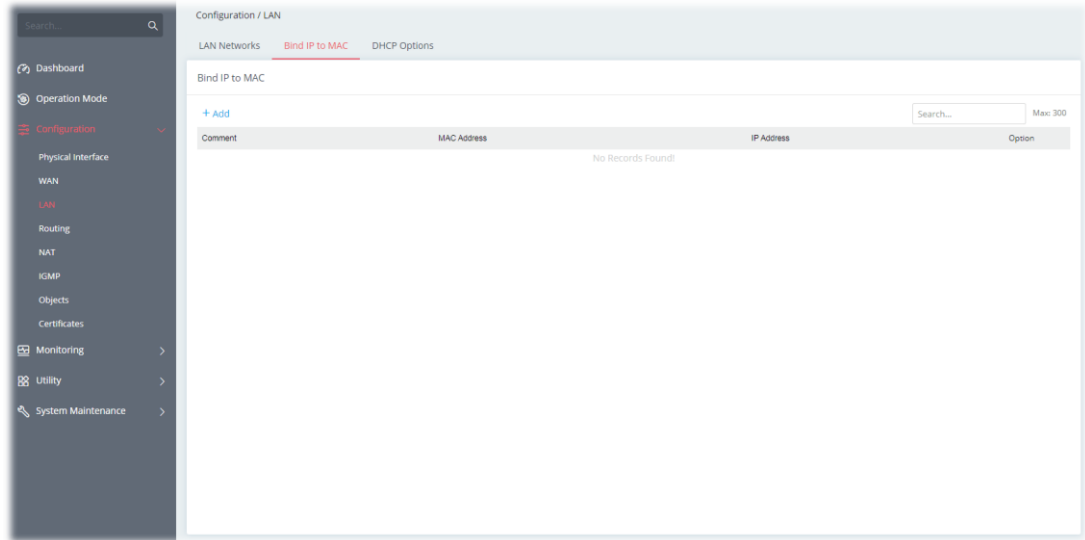 Search...
Dashboard
Operation Mode
Configuration
Physical Interface
WAN
LAN
Routing
NAT
IGMP
Objects
Certificates
Monitoring
Utility
System Maintenance
Configuration / LAN
LAN Networks Bind IP to MAC DHCP Options
Bind IP to MAC
+ Add Search... Max: 300
Comment MAC Address IP Address Option
No Records Found!